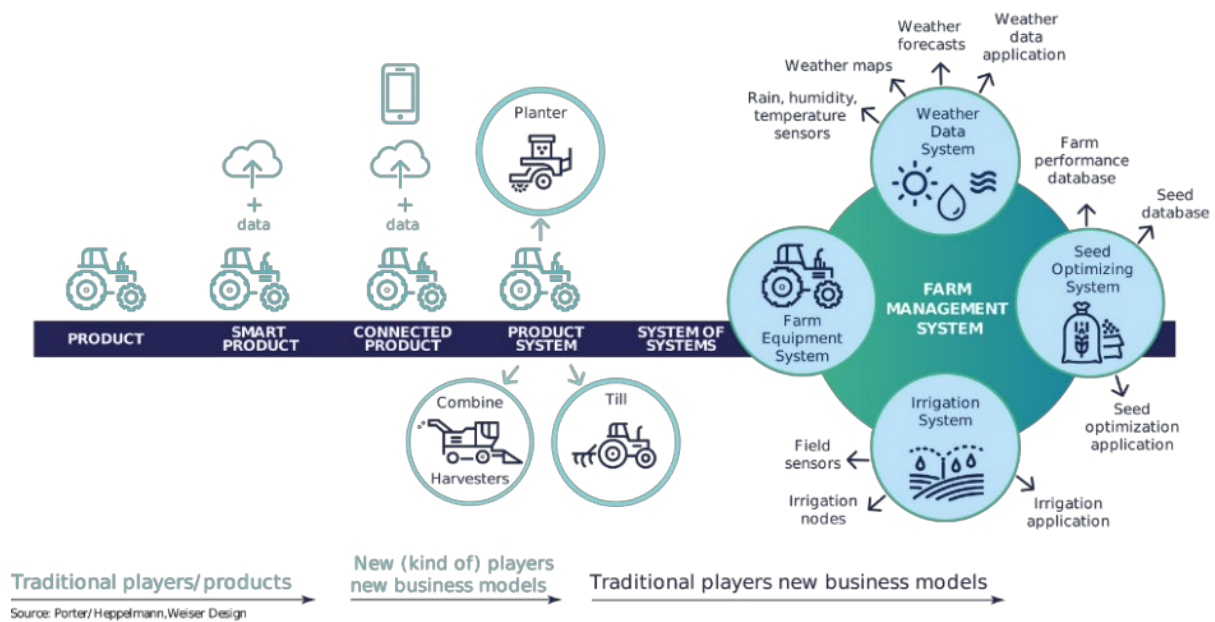 Weather
forecasts
Weather
data
application
Weather maps
Rain, humidity,
temperature
sensors
Weather
Data
System
Planter
Farm
performance
database
Seed
database
+
data
+
data
Seed
Optimizing
System
FARM
MANAGEMENT
SYSTEM
Farm
Equipment
System
PRODUCT
SMART
PRODUCT
CONNECTED
PRODUCT
PRODUCT
SYSTEM
SYSTEM OF
SYSTEMS
Combine
Harvesters
Till
Irrigation
System
Seed
optimization
application
Field
sensors
Irrigation
nodes
Irrigation
application
Traditional players/products
New (kind of) players
new business models
Traditional players new business models
Source: Porter/Heppelmann,Weiser Design